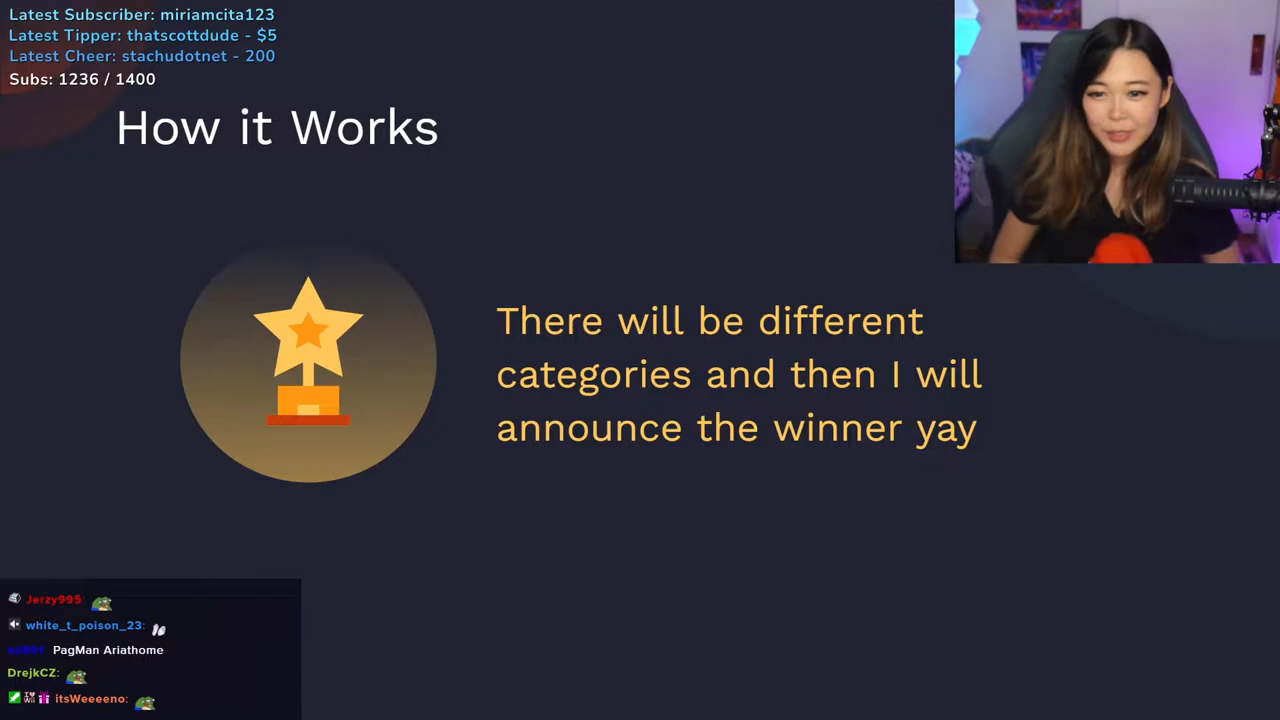 Latest Subscriber: miriamcita123
Latest Tipper: thatscottdude - $5
Latest Cheer: stachudotnet - 200
Subs: 1236 / 1400
How it Works
There will be different
categories and then I will
announce the winner yay
Jerzy995:
white_t_poison_23:
PagMan Ariathome
DrejkCZ:
itsWeeeeno: